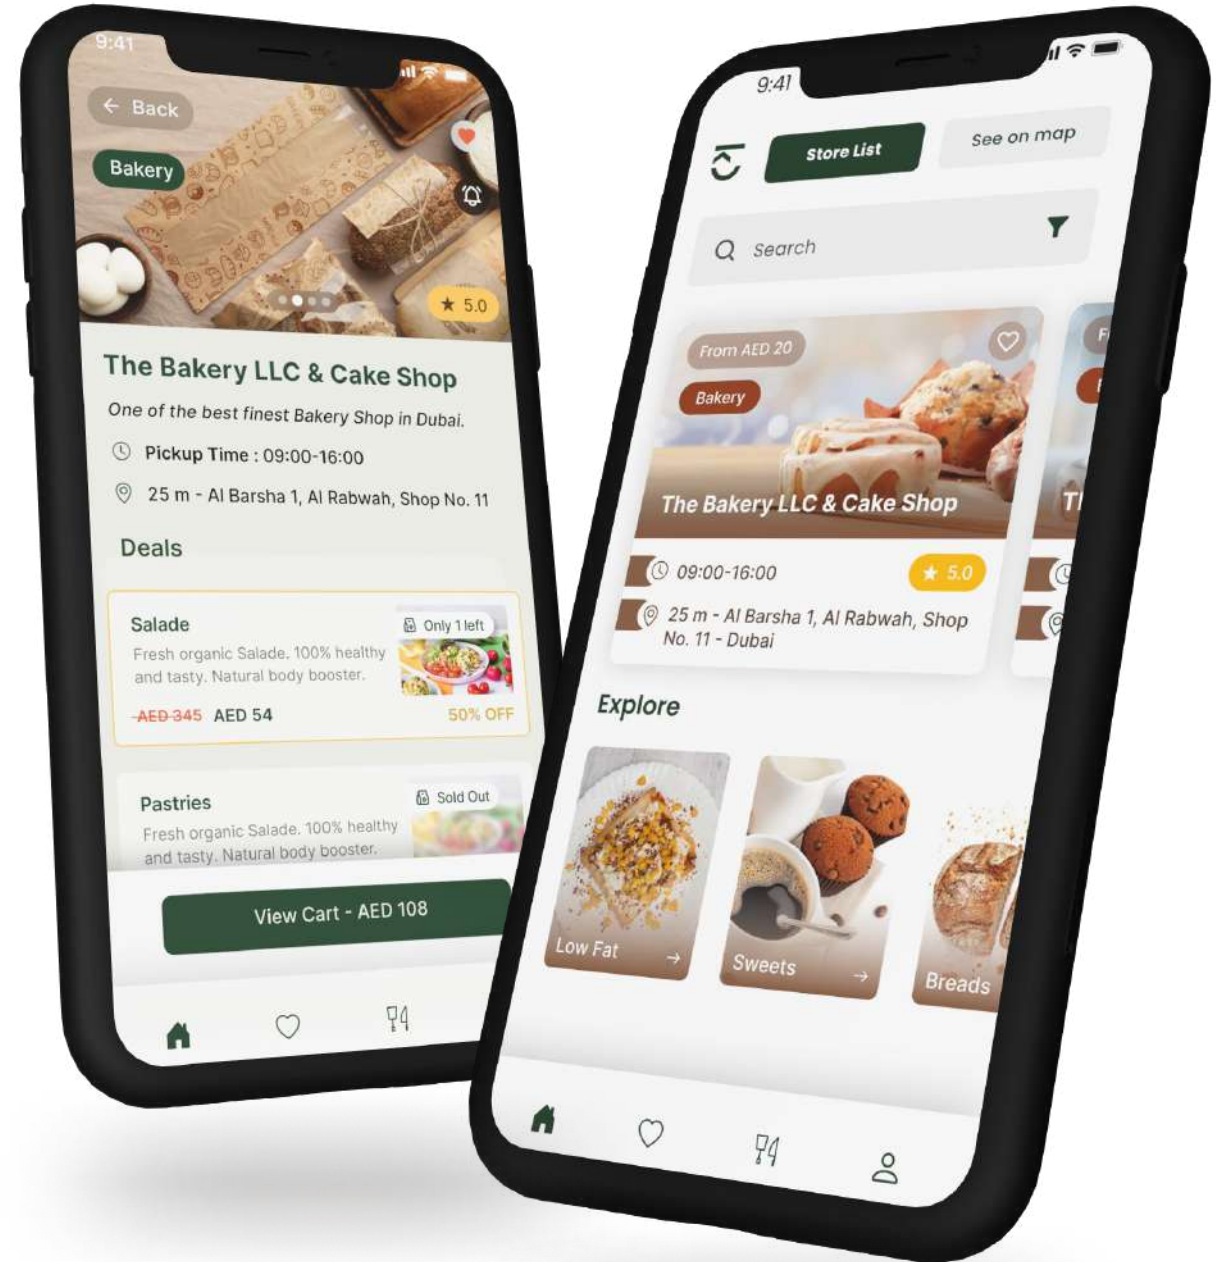 9:41
← Back
Bakery
★ 5.0
The Bakery LLC & Cake Shop
One of the best finest Bakery Shop in Dubai.
Pickup Time : 09:00-16:00
25 m - Al Barsha 1, Al Rabwah, Shop No. 11
Deals
Salade
Only 1 left
Fresh organic Salade. 100% healthy
and tasty. Natural body booster.
AED 345 AED 54
50% OFF
Pastries
Sold Out
Fresh organic Salade. 100% healthy
and tasty. Natural body booster.
View Cart - AED 108
9:41
Store List
See on map
Search
From AED 20
Bakery
The Bakery LLC & Cake Shop
09:00-16:00
★ 5.0
25 m - Al Barsha 1, Al Rabwah, Shop
No. 11 - Dubai
Explore
Low Fat →
Sweets →
Breads